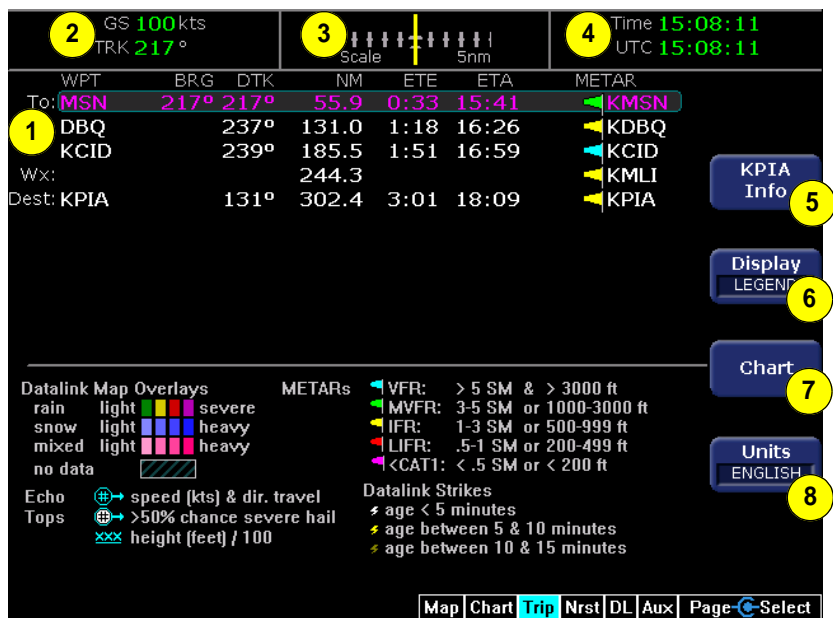 GS 100 kts
TRK 217°
2
3
Scale 5nm
4
Time 15:08:11
UTC 15:08:11
WPT BRG DTK NM ETE ETA METAR
To: MSN 217° 217° 55.9 0:33 15:41 KMSN
1
DBQ 237° 131.0 1:18 16:26 KDBQ
KCID 239° 185.5 1:51 16:59 KCID
Wx: 244.3 KMLI
Dest: KPIA 131° 302.4 3:01 18:09 KPIA
KPIA
Info
5
Display
LEGEND
6
Chart
7
Units
ENGLISH
8
Datalink Map Overlays
rain light severe
snow light heavy
mixed light heavy
no data
Echo speed (kts) & dir. travel
Tops >50% chance severe hail
xxx height (feet) / 100
METARs VFR: > 5 SM & > 3000 ft
MVFR: 3-5 SM or 1000-3000 ft
IFR: 1-3 SM or 500-999 ft
LIFR: .5-1 SM or 200-499 ft
<CAT1: < .5 SM or < 200 ft
Datalink Strikes
age < 5 minutes
age between 5 & 10 minutes
age between 10 & 15 minutes
Map Chart Trip Nrst DL Aux Page Select